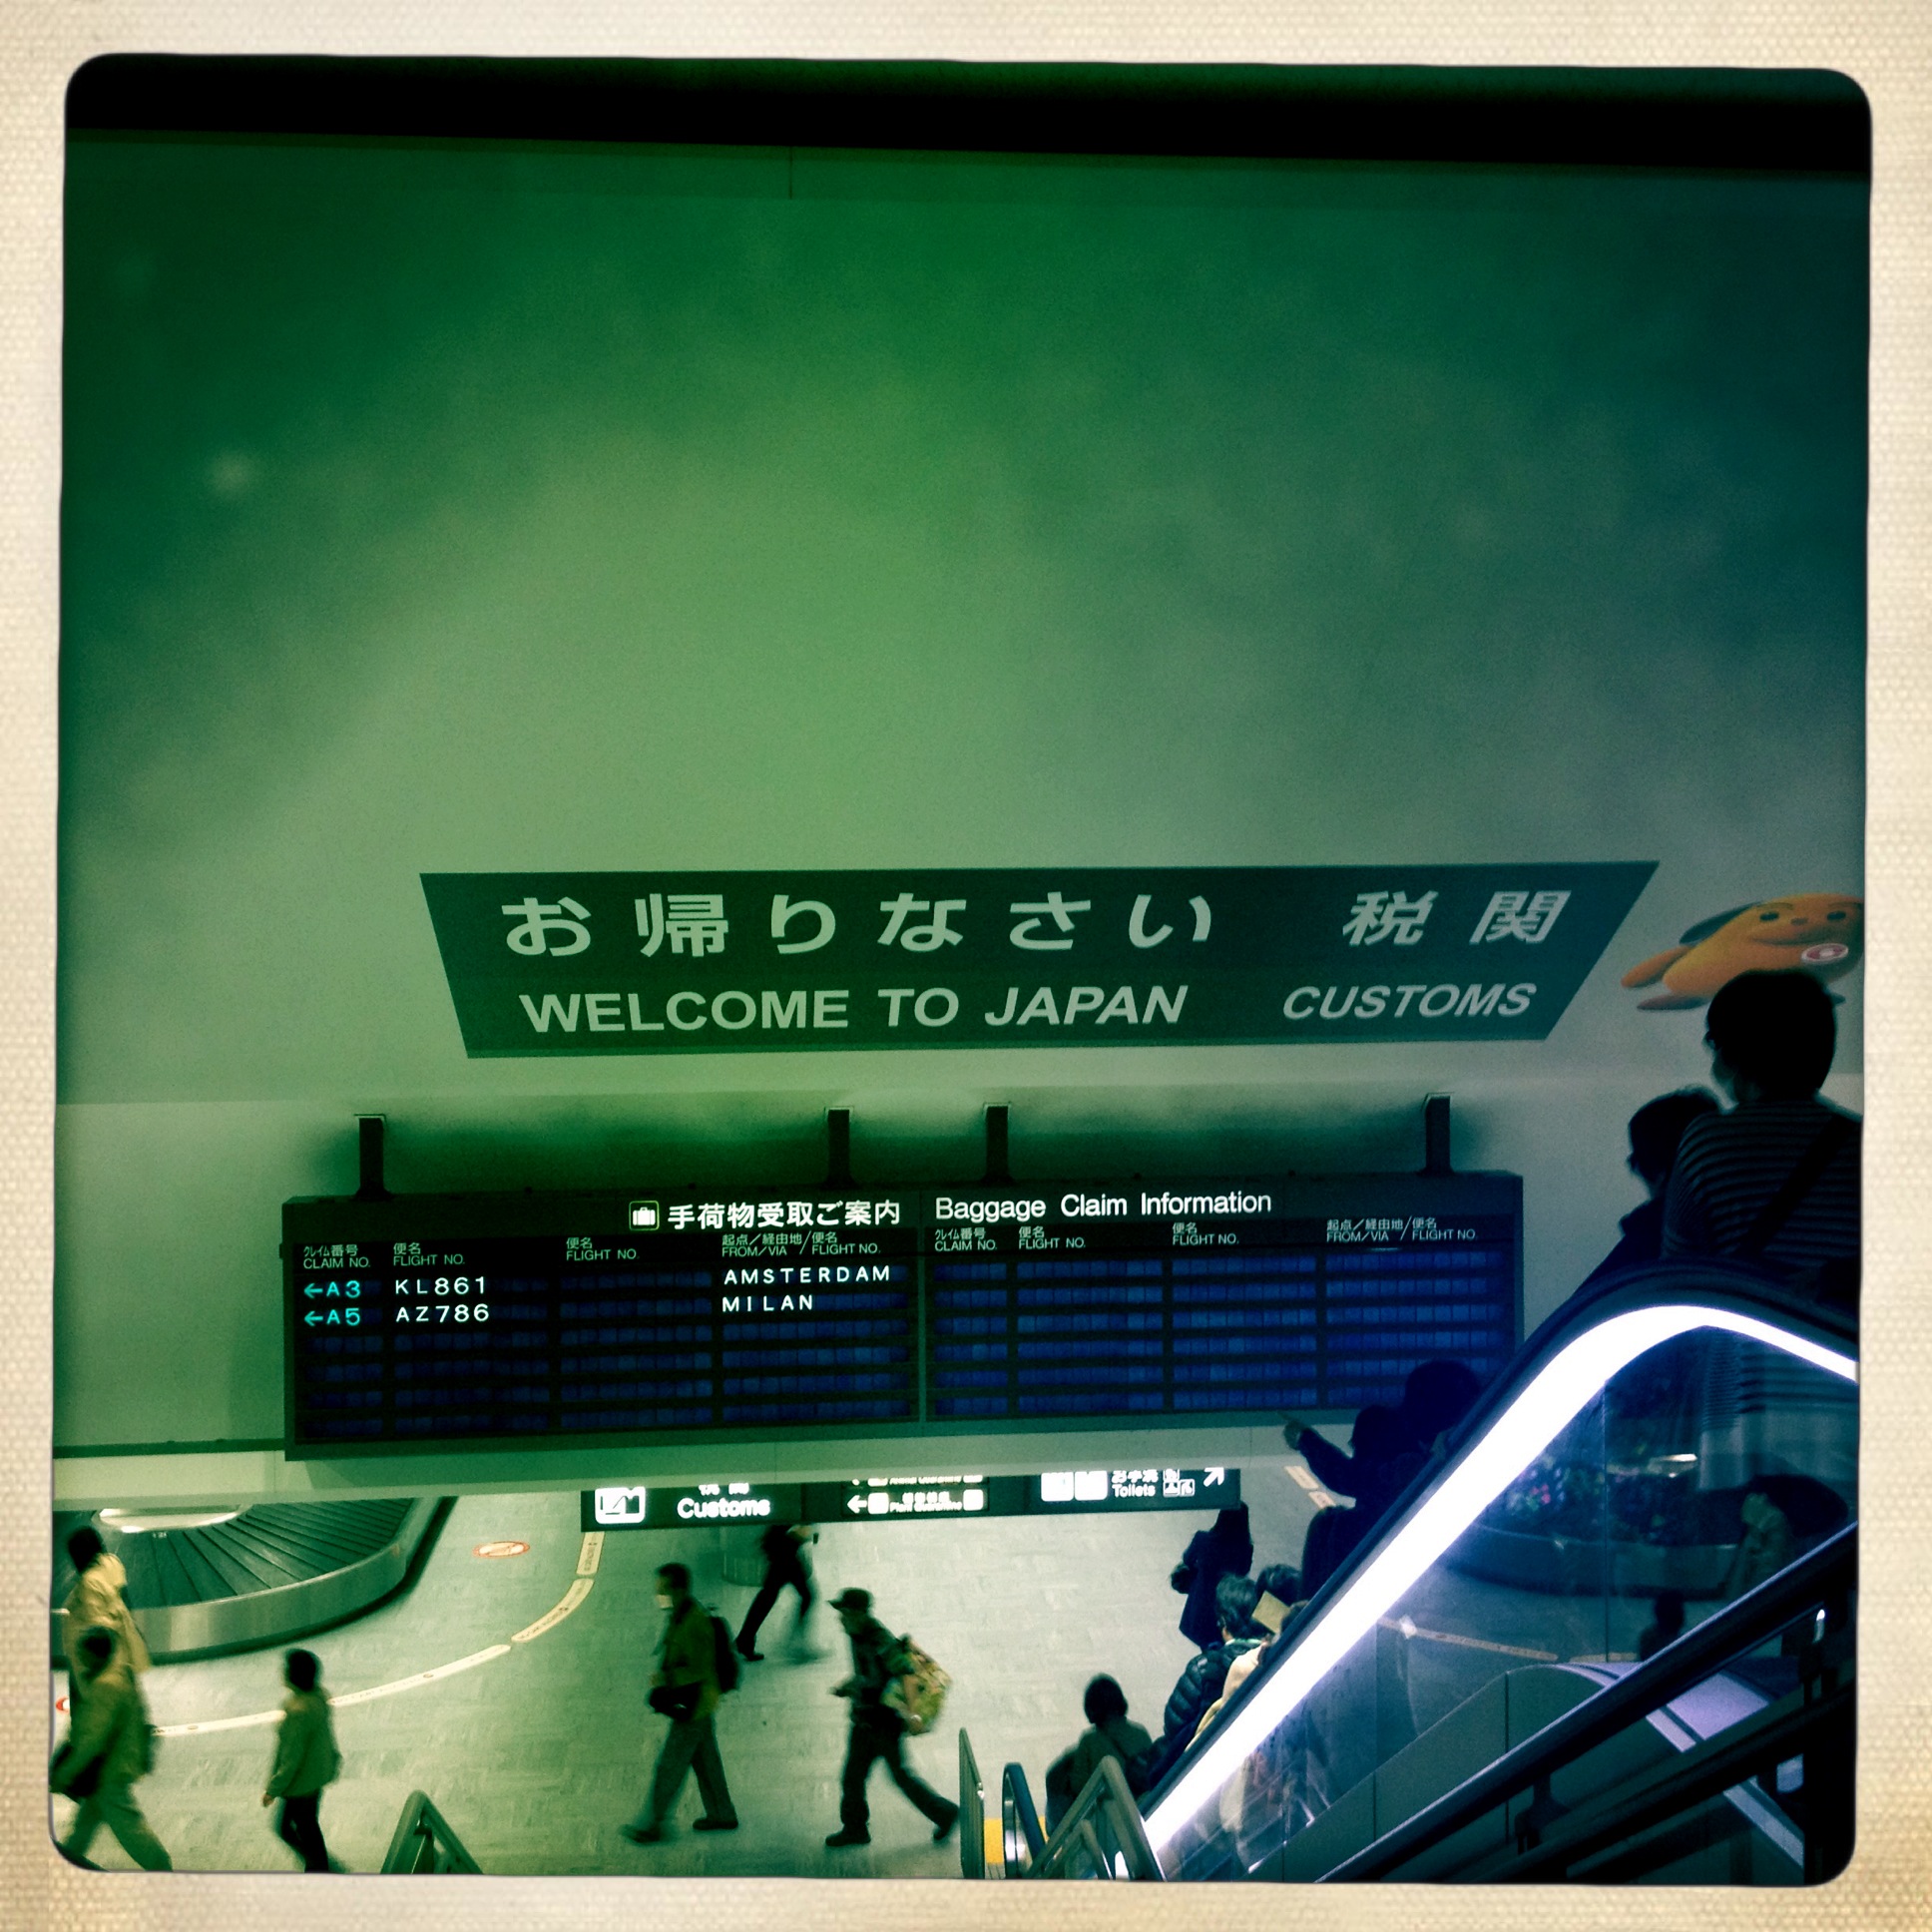 お帰りなさい 税関
WELCOME TO JAPAN CUSTOMS
手荷物受取ご案内 Baggage Claim Information
クレイム番号 便名 便名 起点/経由地/便名 クレイム番号 便名 便名 起点/経由地/便名
CLAIM NO. FLIGHT NO. FLIGHT NO. FROM/VIA/FLIGHT NO. CLAIM NO. FLIGHT NO. FLIGHT NO. FROM/VIA/FLIGHT NO.
←A3 KL861 AMSTERDAM
←A5 AZ786 MILAN
お手洗
Customs Toilets